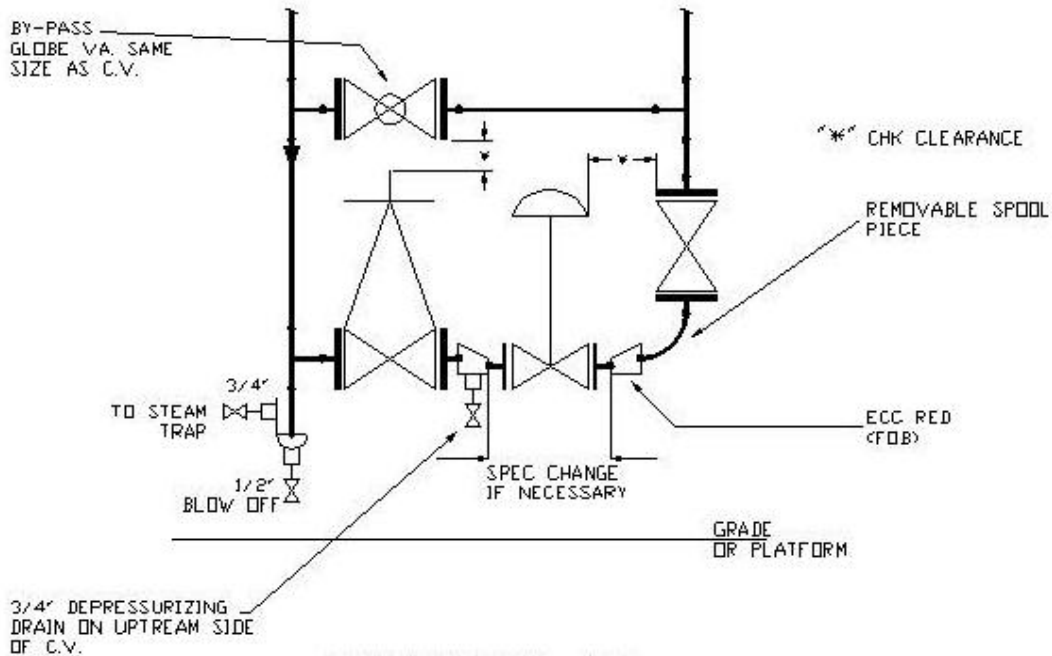 BY-PASS
GLOBE VA. SAME
SIZE AS C.V.
"*" CHK CLEARANCE
REMOVABLE SPOOL
PIECE
3/4"
TO STEAM
TRAP
ECC RED
(FOB)
1/2"
BLOW OFF
SPEC CHANGE
IF NECESSARY
GRADE
OR PLATFORM
3/4" DEPRESSURIZING
DRAIN ON UPTREAM SIDE
OF C.V.